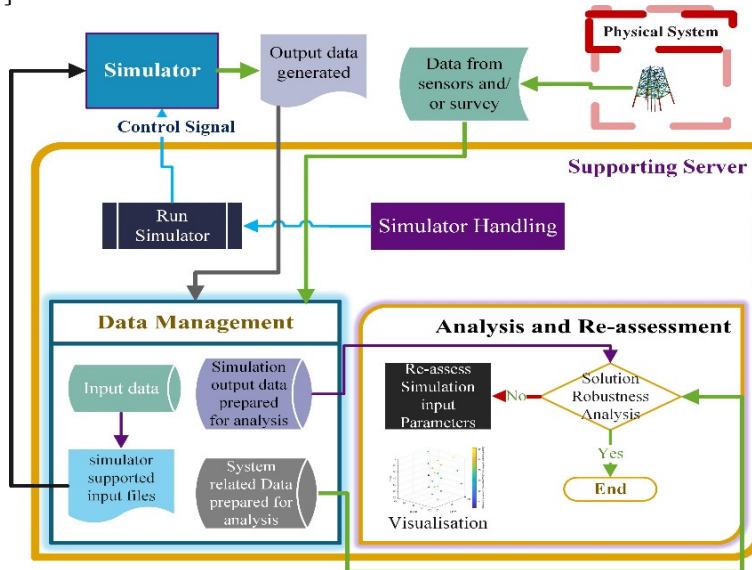 ]
Physical System
Simulator
Output data
generated
Data from
sensors and/
or survey
Control Signal
Supporting Server
Run
Simulator
Simulator Handling
Data Management
Analysis and Re-assessment
Input data
Simulation
output data
prepared
for analysis
Re-assess
Simulation
input
Parameters
No
Solution
Robustness
Analysis
Yes
simulator
supported
input files
System
related Data
prepared for
analysis
End
Visualisation